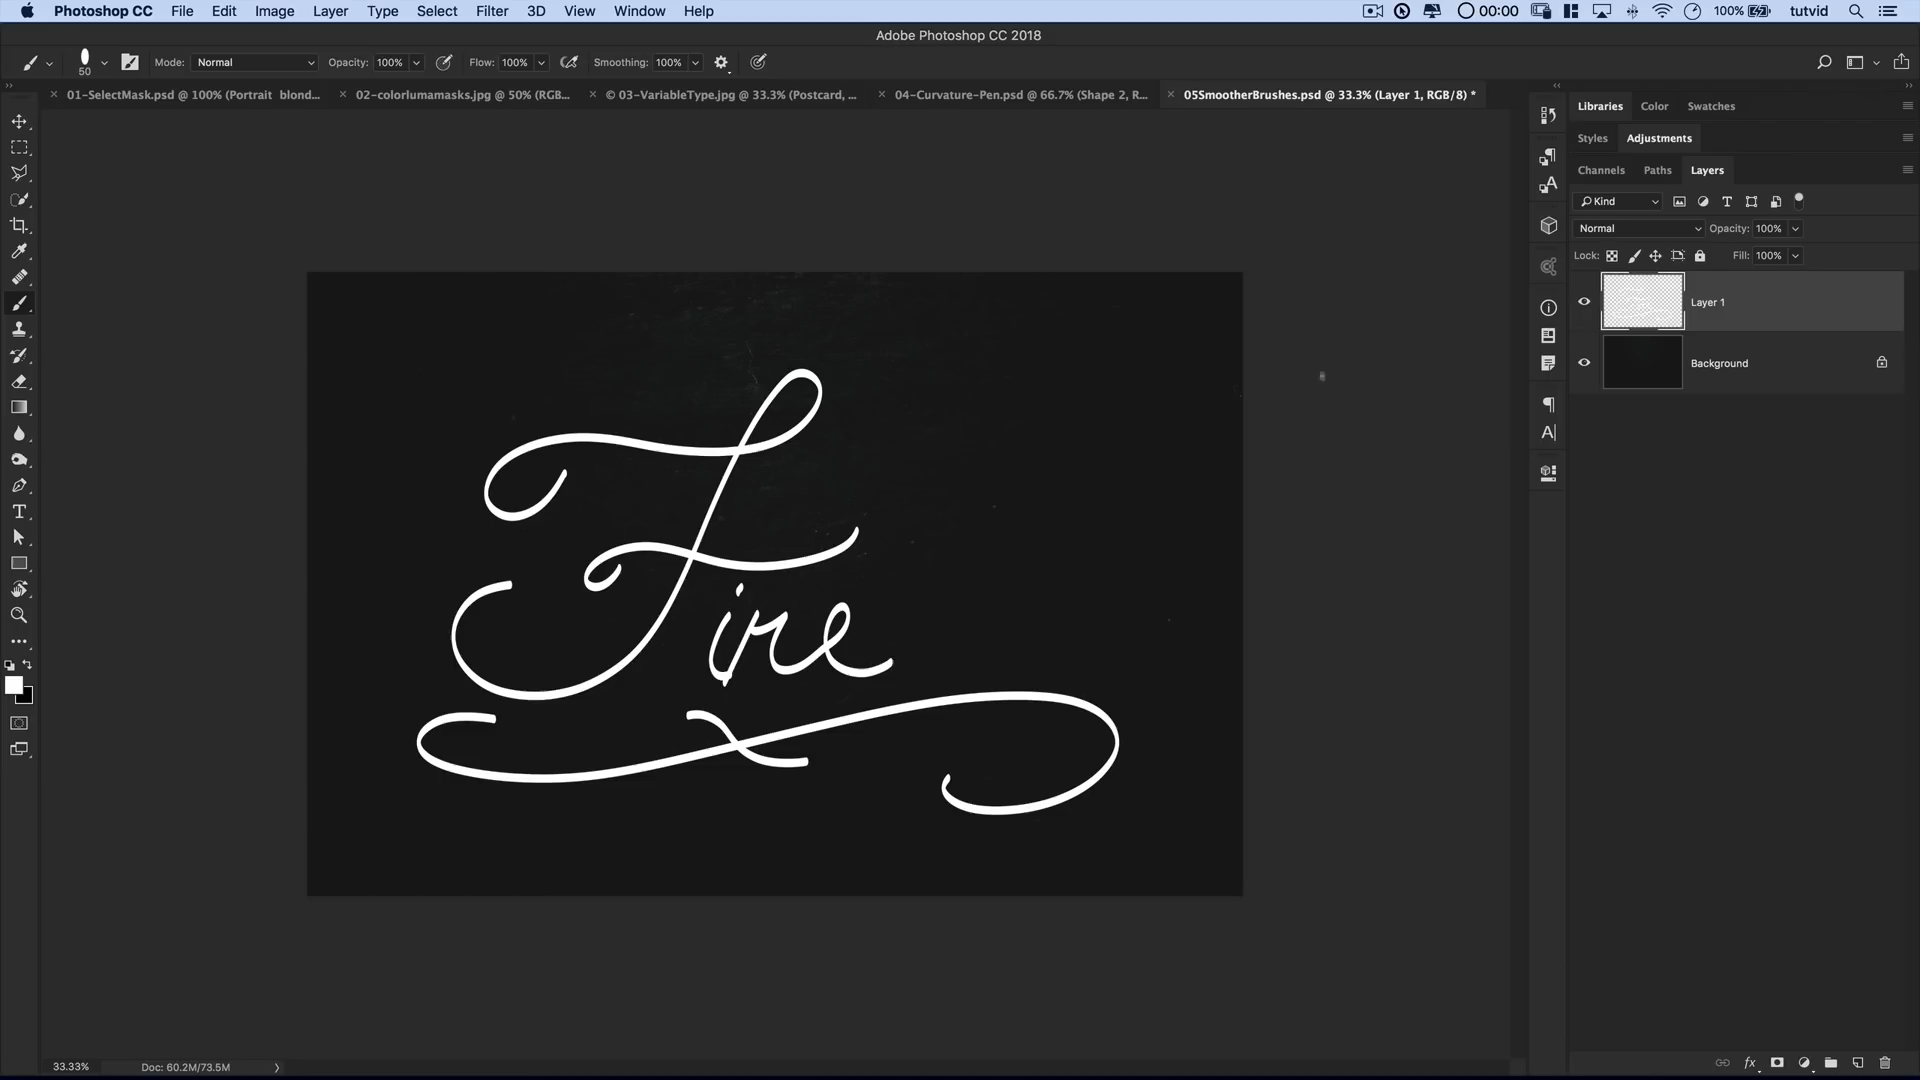 Photoshop CC File Edit Image Layer Type Select Filter 3D View Window Help 00:00 100% tutvid
Adobe Photoshop CC 2018
50 Mode: Normal Opacity: 100% Flow: 100% Smoothing: 100%
01-SelectMask.psd @ 100% (Portrait blond... 02-colorlumamasks.jpg @ 50% (RGB... © 03-VariableType.jpg @ 33.3% (Postcard, ... 04-Curvature-Pen.psd @ 66.7% (Shape 2, R... 05SmootherBrushes.psd @ 33.3% (Layer 1, RGB/8) *
Libraries Color Swatches
Styles Adjustments
Channels Paths Layers
Kind
Normal Opacity: 100%
Lock: Fill: 100%
Layer 1
Background
Fire
33.33% Doc: 60.2M/73.5M